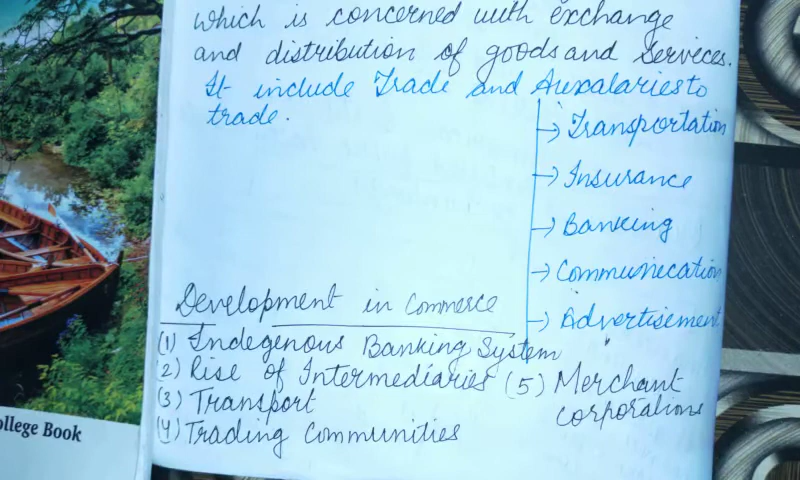 which is concerned with exchange
and distribution of goods and services.
It include Trade and Auxalaries to
trade.
→ Transportation
→ Insurance
→ Banking
→ Communication
→ Advertisement
Development in commerce
(1) Indegenous Banking System
(2) Rise of Intermediaries (5) Merchant
corporations
(3) Transport
(4) Trading Communities
ollege Book